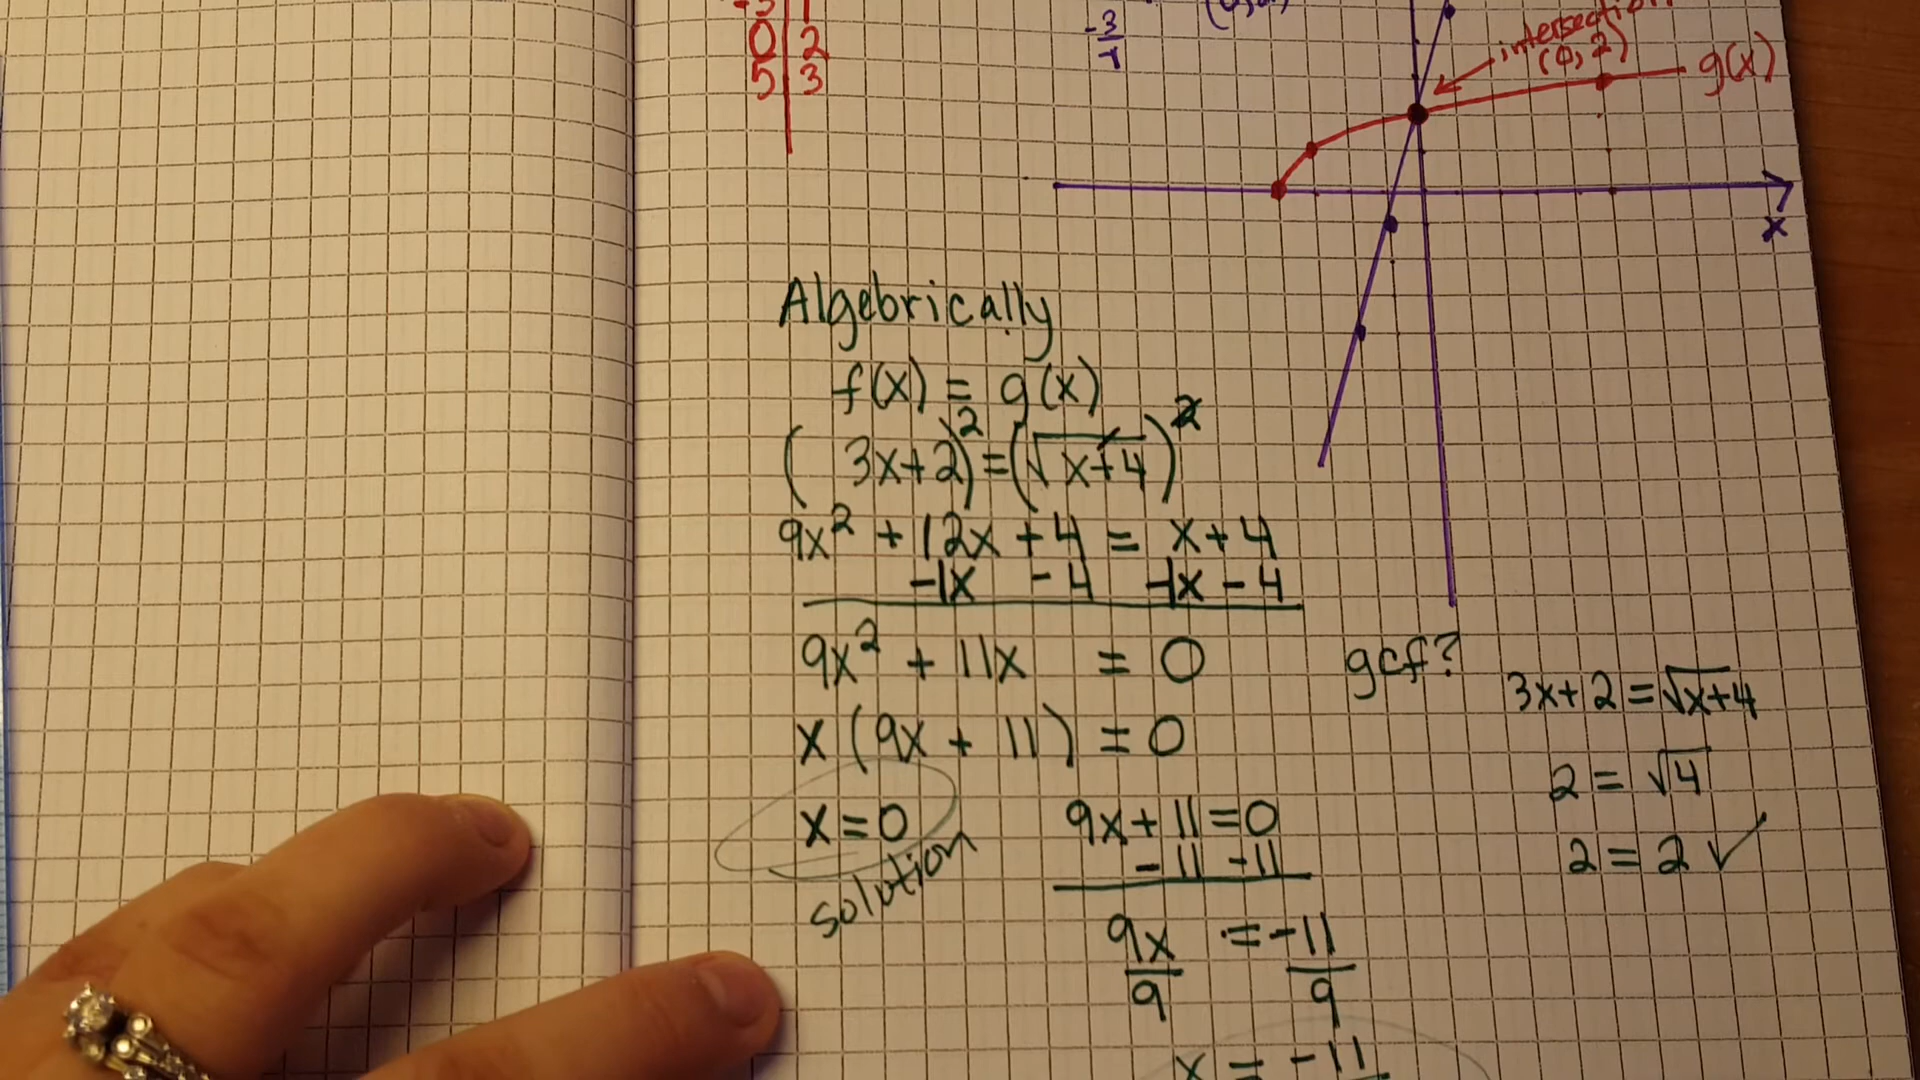 0 2
5 3
-3
1
intersection
(0, 2)
g(x)
x
Algebrically
f(x) = g(x)
(3x+2)² = (√x+4)²
9x² + 12x + 4 = x + 4
-1x - 4 -1x - 4
9x² + 11x = 0
gcf?
x(9x + 11) = 0
x = 0
solution
9x + 11 = 0
-11 -11
9x = -11
9 9
x = -11
3x+2 = √x+4
2 = √4
2 = 2 ✓